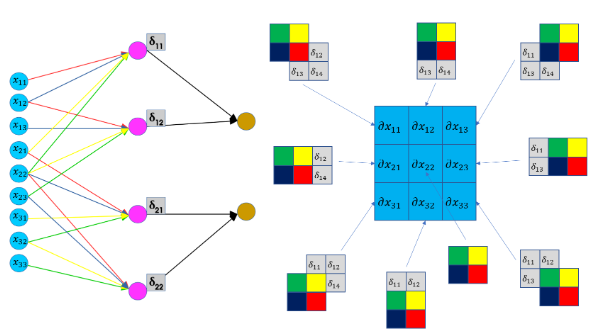 δ₁₁
x₁₁
x₁₂
δ₁₂
x₁₃
x₂₁
x₂₂
x₂₃
δ₂₁
x₃₁
x₃₂
x₃₃
δ₂₂
δ₁₂
δ₁₃ δ₁₄
δ₁₃ δ₁₄
δ₁₁
δ₁₃ δ₁₄
∂x₁₁ ∂x₁₂ ∂x₁₃
∂x₂₁ ∂x₂₂ ∂x₂₃
∂x₃₁ ∂x₃₂ ∂x₃₃
δ₁₂
δ₁₄
δ₁₁
δ₁₃
δ₁₁ δ₁₂
δ₁₄
δ₁₁ δ₁₂
δ₁₁ δ₁₂
δ₁₃